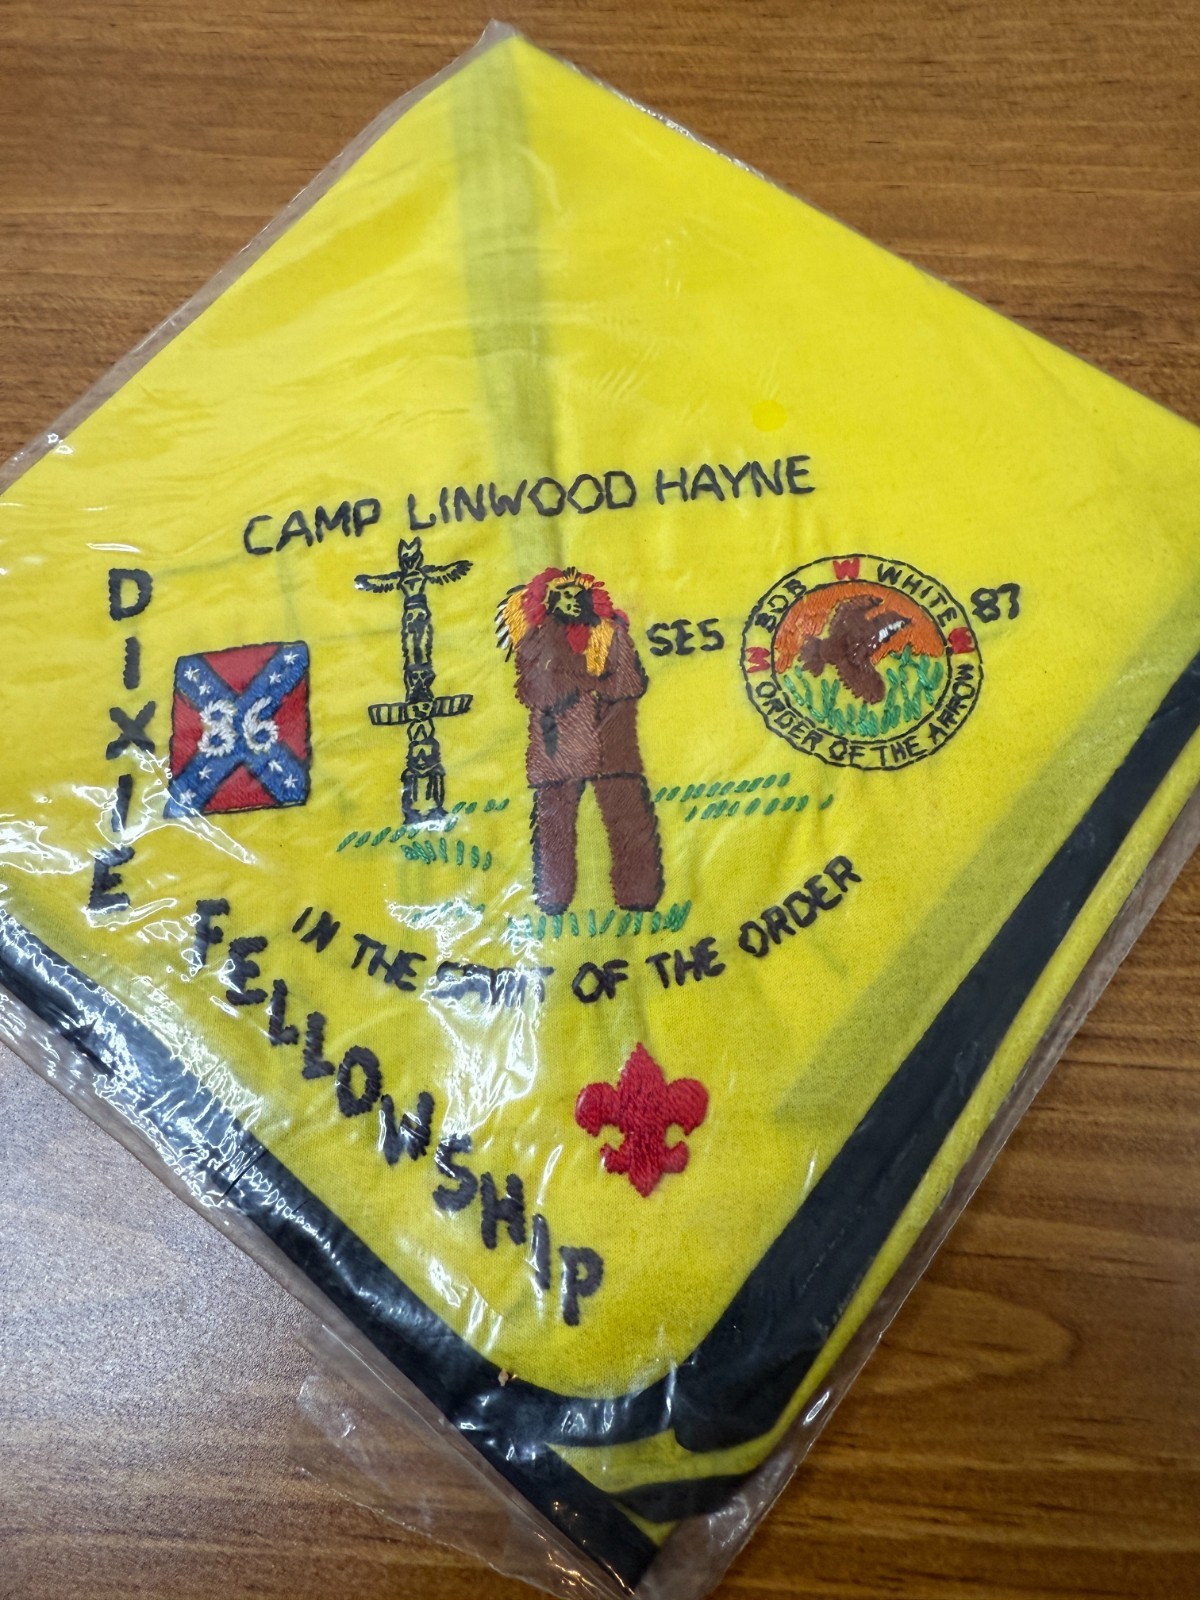 CAMP LINWOOD HAYNE
DIXIE
86
SE5
BOB W WHITE W
W ORDER OF THE ARROW
87
IN THE SPIRIT OF THE ORDER
FELLOWSHIP